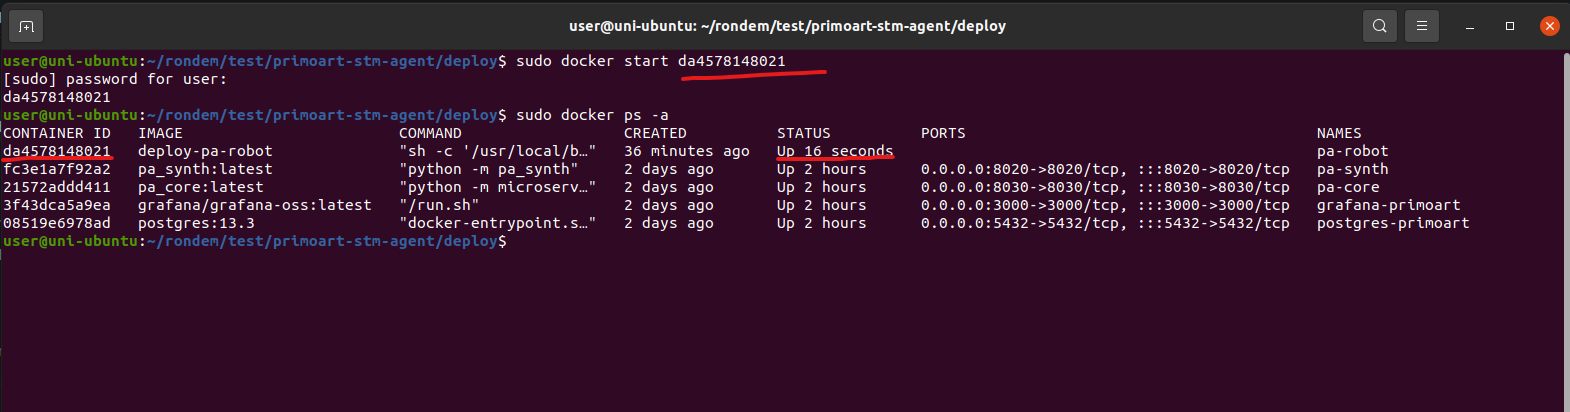 user@uni-ubuntu: ~/rondem/test/primoart-stm-agent/deploy
user@uni-ubuntu:~/rondem/test/primoart-stm-agent/deploy$ sudo docker start da4578148021
[sudo] password for user:
da4578148021
user@uni-ubuntu:~/rondem/test/primoart-stm-agent/deploy$ sudo docker ps -a
CONTAINER ID   IMAGE                        COMMAND                  CREATED          STATUS          PORTS                                       NAMES
da4578148021   deploy-pa-robot              "sh -c '/usr/local/b…"   36 minutes ago   Up 16 seconds                                               pa-robot
fc3e1a7f92a2   pa_synth:latest              "python -m pa_synth"     2 days ago       Up 2 hours      0.0.0.0:8020->8020/tcp, :::8020->8020/tcp   pa-synth
21572addd411   pa_core:latest               "python -m microserv…"   2 days ago       Up 2 hours      0.0.0.0:8030->8030/tcp, :::8030->8030/tcp   pa-core
3f43dca5a9ea   grafana/grafana-oss:latest   "/run.sh"                2 days ago       Up 2 hours      0.0.0.0:3000->3000/tcp, :::3000->3000/tcp   grafana-primoart
08519e6978ad   postgres:13.3                "docker-entrypoint.s…"   2 days ago       Up 2 hours      0.0.0.0:5432->5432/tcp, :::5432->5432/tcp   postgres-primoart
user@uni-ubuntu:~/rondem/test/primoart-stm-agent/deploy$